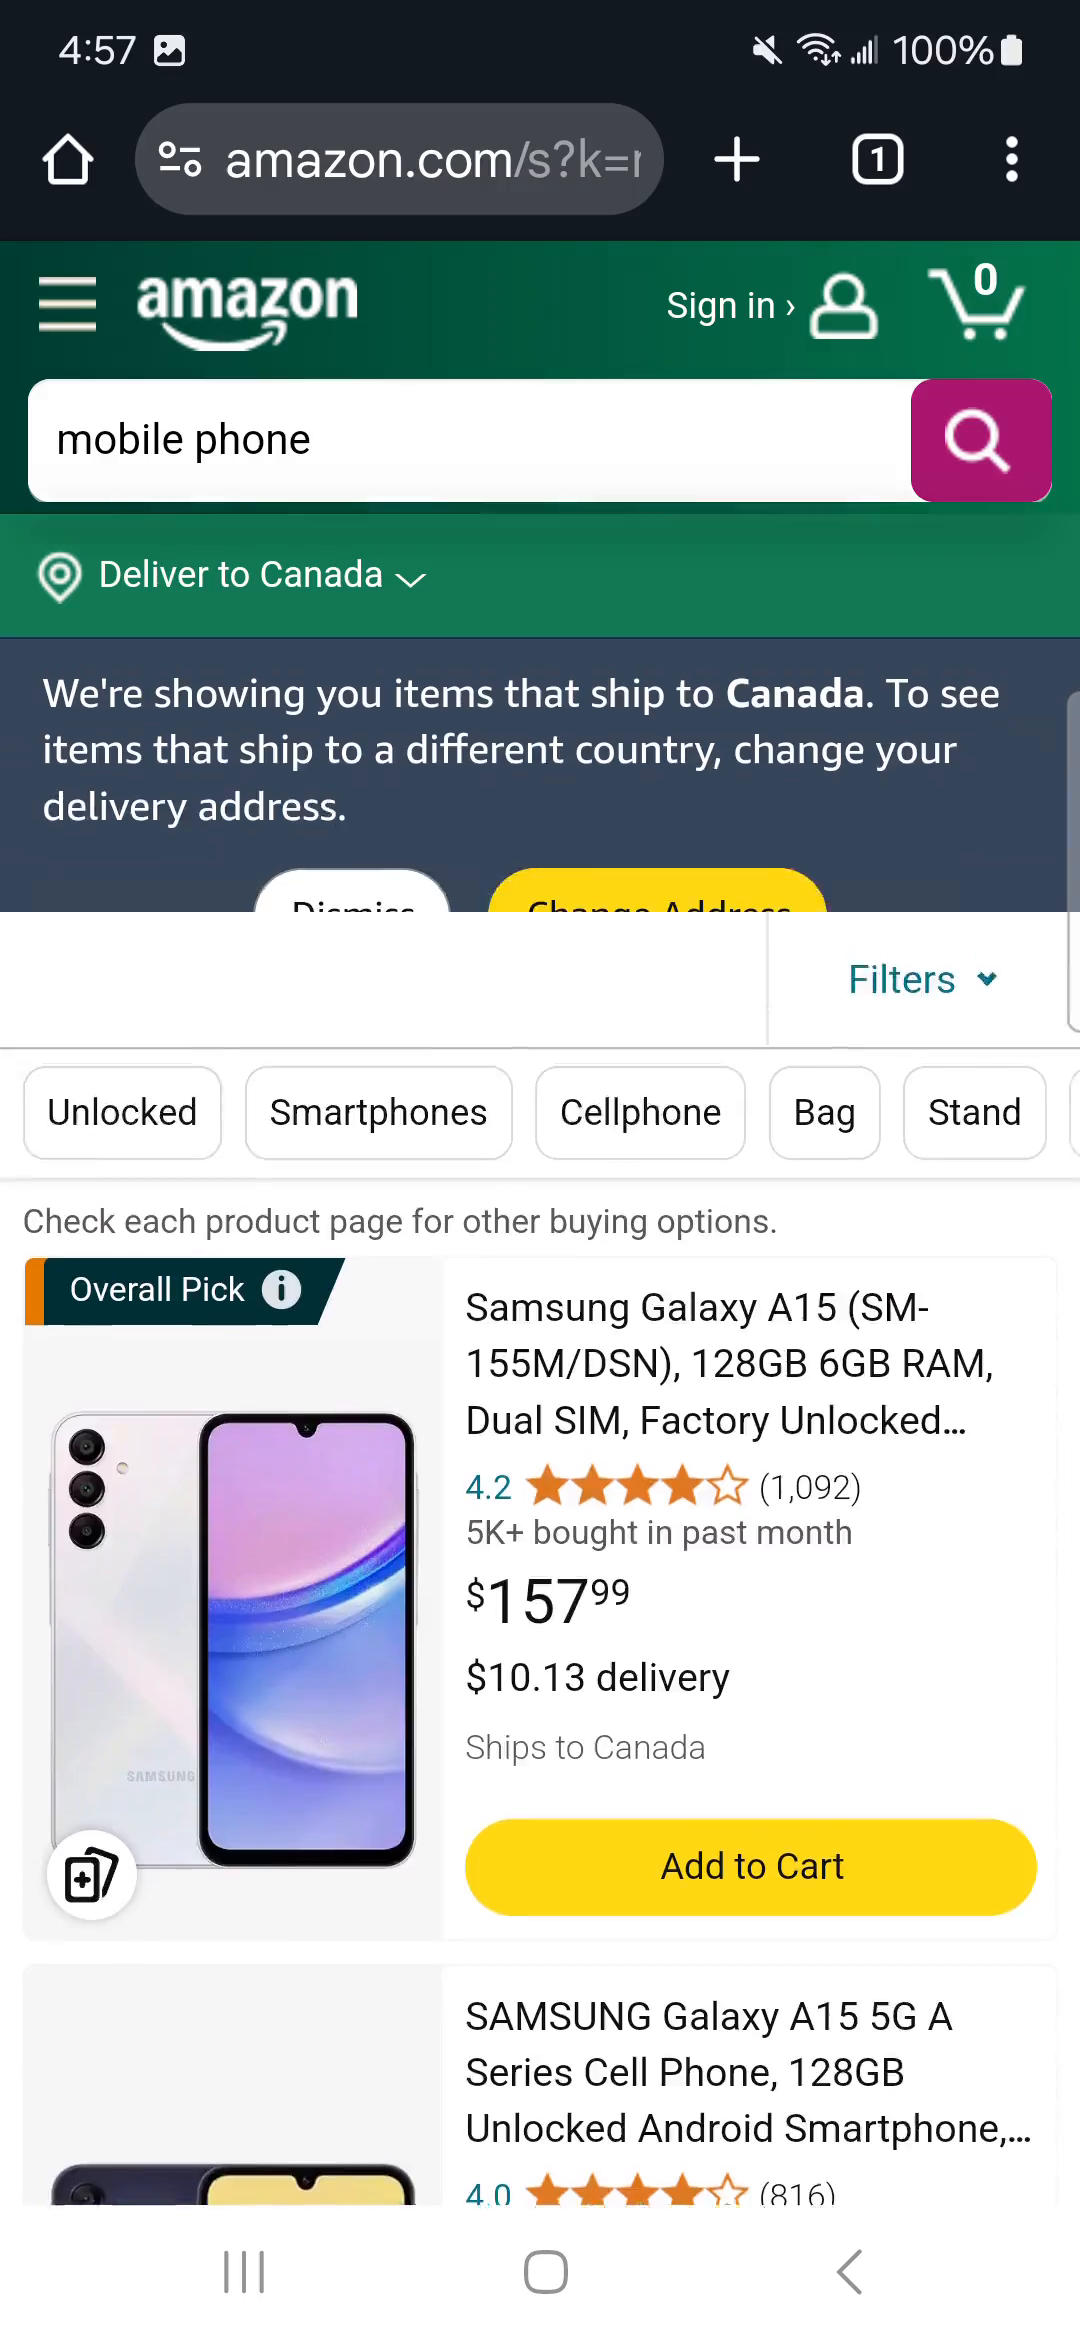 4:57
100%
amazon.com/s?k=
1
amazon
Sign in ›
0
mobile phone
Deliver to Canada
We're showing you items that ship to Canada. To see
items that ship to a different country, change your
delivery address.
Dismiss
Change Address
Filters
Unlocked
Smartphones
Cellphone
Bag
Stand
Check each product page for other buying options.
Overall Pick
Samsung Galaxy A15 (SM-
155M/DSN), 128GB 6GB RAM,
Dual SIM, Factory Unlocked...
4.2 (1,092)
5K+ bought in past month
$157 99
$10.13 delivery
Ships to Canada
SAMSUNG
Add to Cart
SAMSUNG Galaxy A15 5G A
Series Cell Phone, 128GB
Unlocked Android Smartphone,...
4.0 (816)